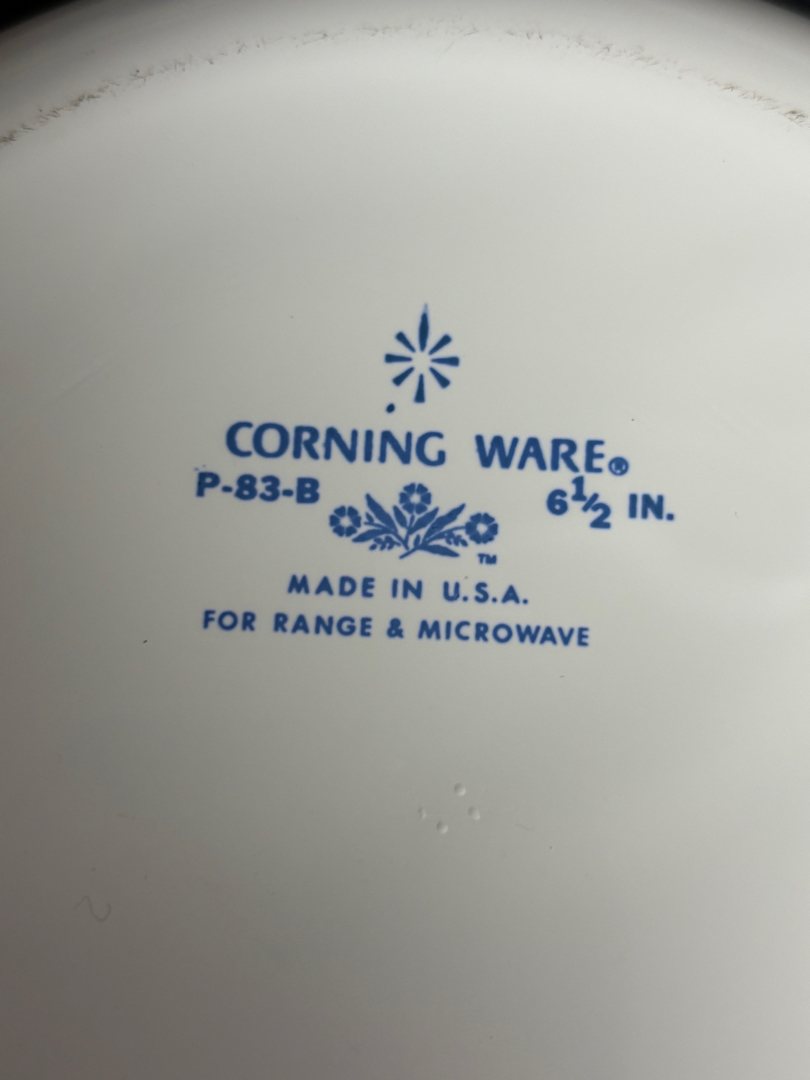 CORNING WARE®
P-83-B 6½ IN.
TM
MADE IN U.S.A.
FOR RANGE & MICROWAVE